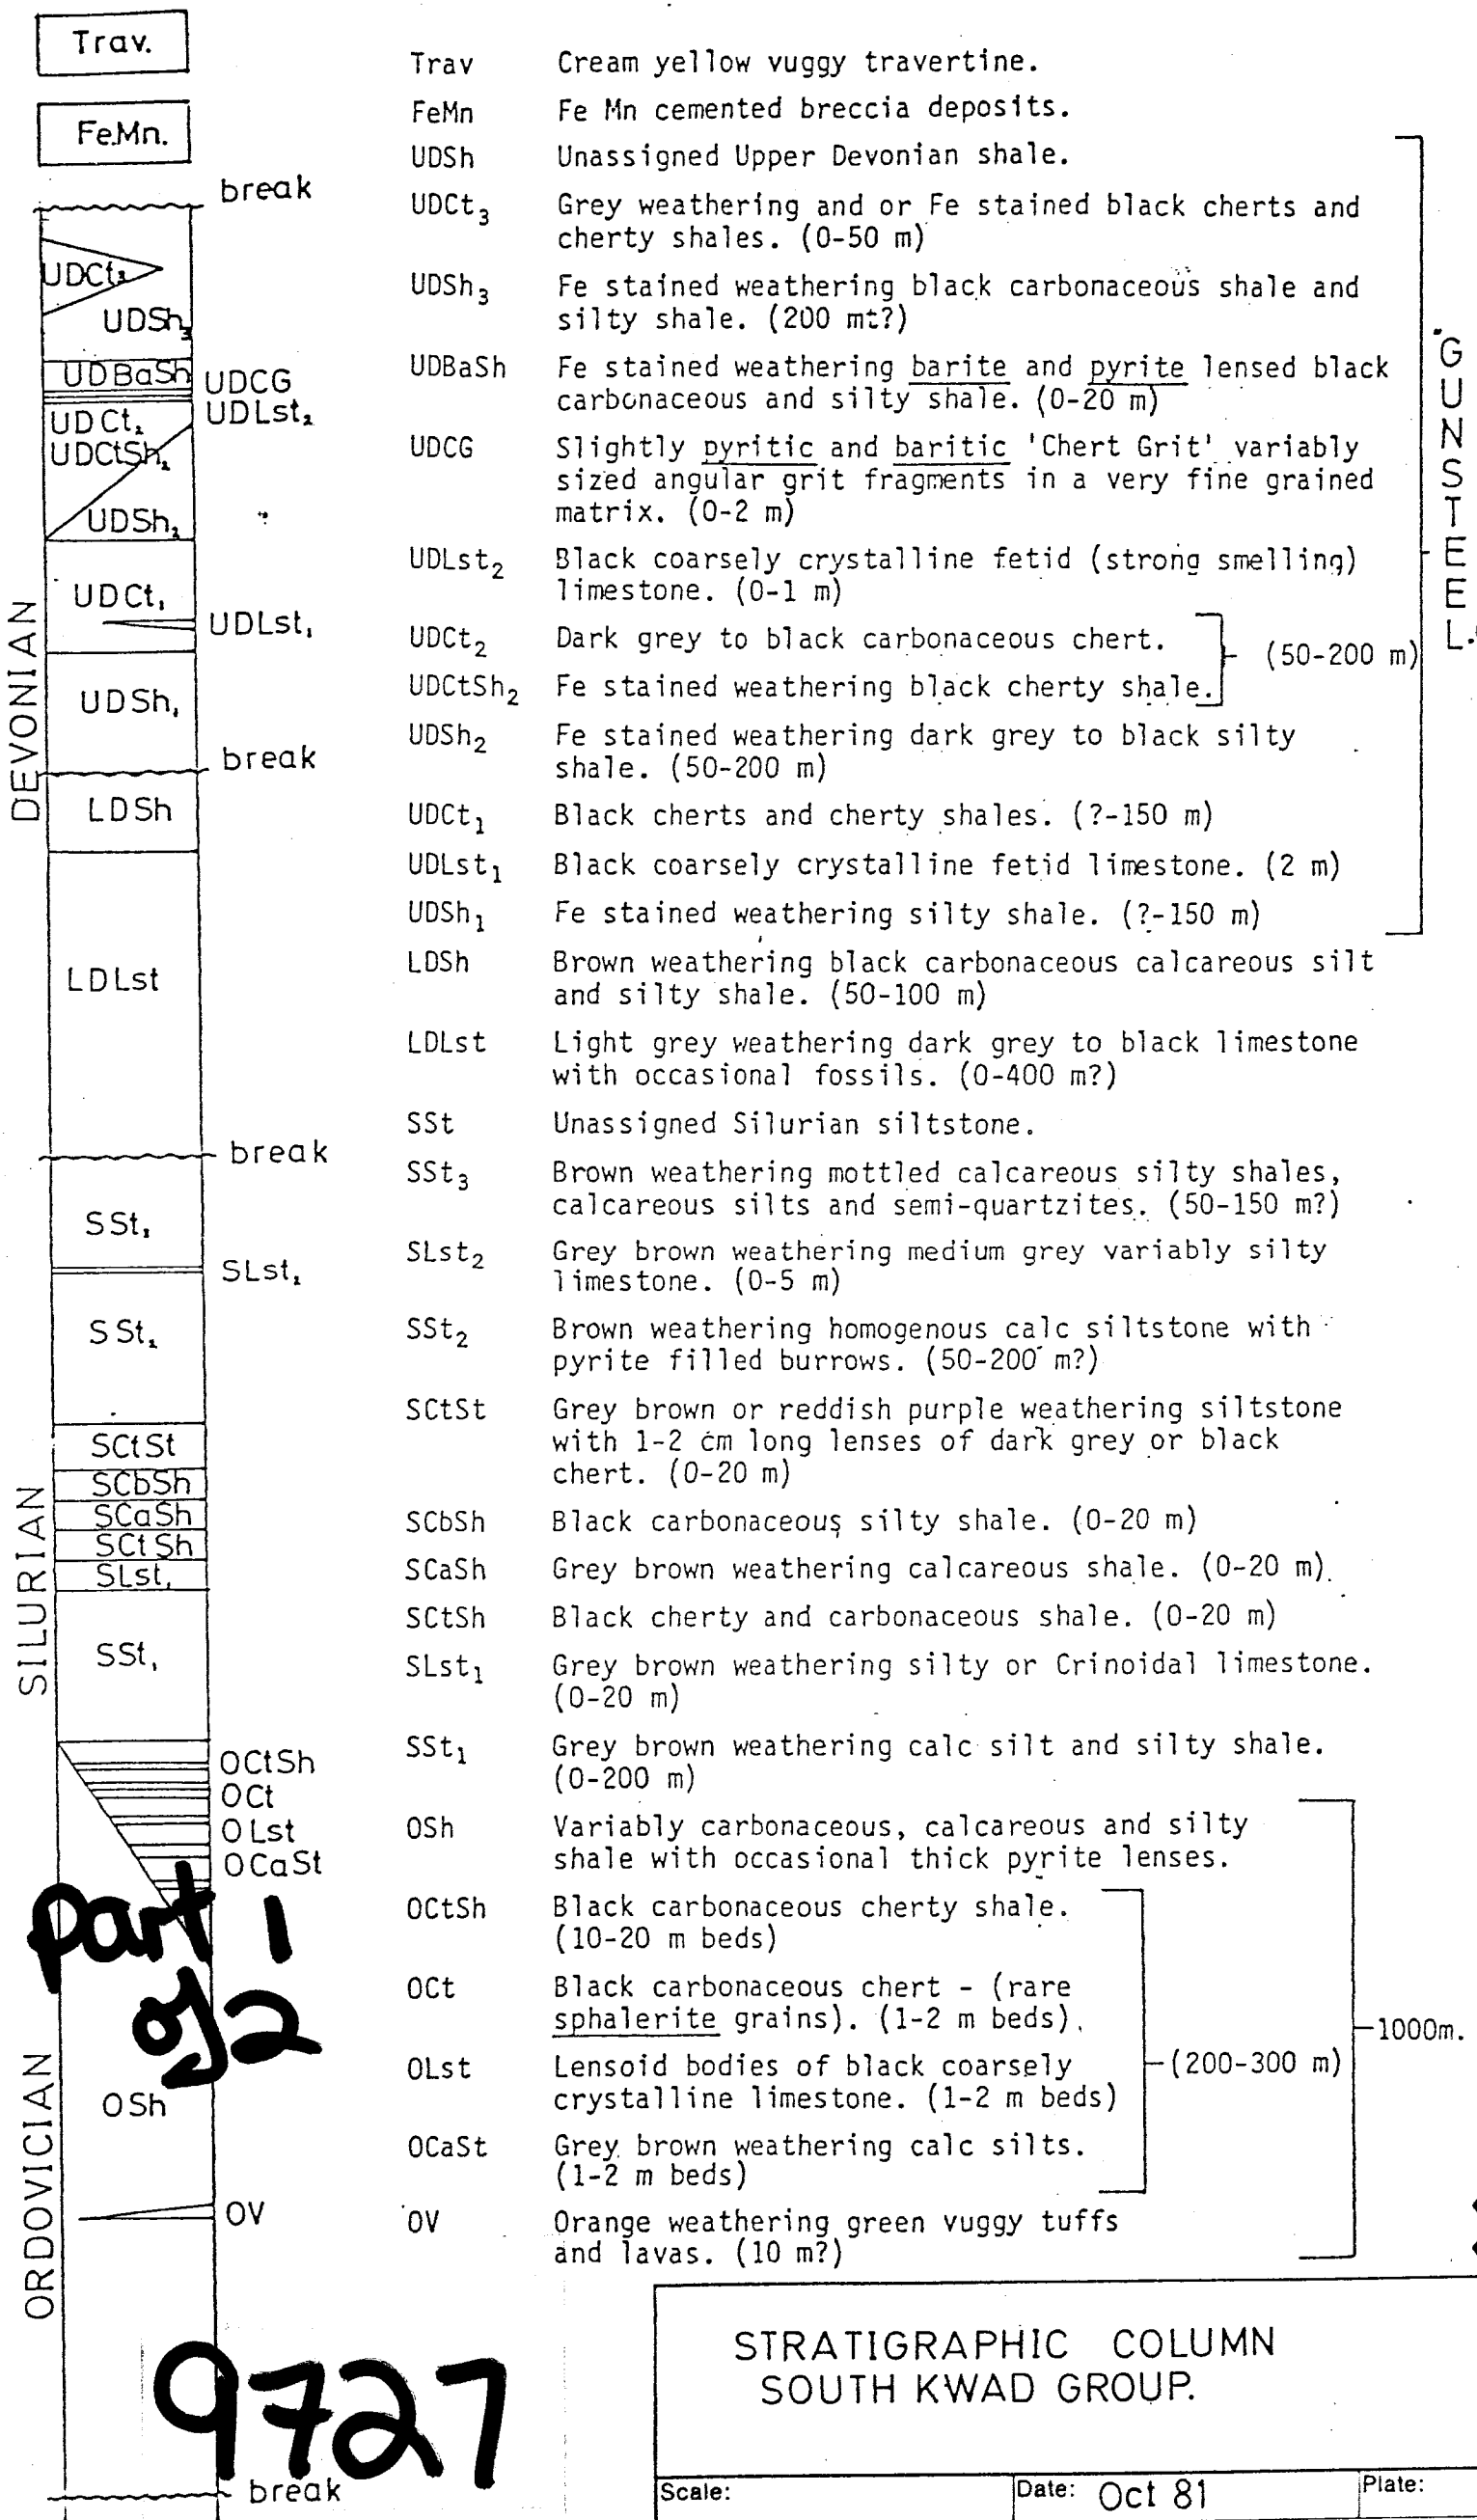 Trav.
FeMn.
break
UDCt₃
UDSh₃
UDBaSh
UDCG
UDLst₂
UDCt₂
UDCtSh₂
UDSh₂
UDCt₁
UDLst₁
UDSh₁
break
LDSh
LDLst
break
SSt₃
SLst₂
SSt₂
SCtSt
SCbSh
SCaSh
SCtSh
SLst₁
SSt₁
OCtSh
OCt
OLst
OCaSt
OSh
OV
break
DEVONIAN
SILURIAN
ORDOVICIAN
part 1
of 2
9727
Trav Cream yellow vuggy travertine.
FeMn Fe Mn cemented breccia deposits.
UDSh Unassigned Upper Devonian shale.
UDCt₃ Grey weathering and or Fe stained black cherts and
cherty shales. (0-50 m)
UDSh₃ Fe stained weathering black carbonaceous shale and
silty shale. (200 mt?)
UDBaSh Fe stained weathering barite and pyrite lensed black
carbonaceous and silty shale. (0-20 m)
UDCG Slightly pyritic and baritic 'Chert Grit' variably
sized angular grit fragments in a very fine grained
matrix. (0-2 m)
UDLst₂ Black coarsely crystalline fetid (strong smelling)
limestone. (0-1 m)
UDCt₂ Dark grey to black carbonaceous chert.
(50-200 m)
UDCtSh₂ Fe stained weathering black cherty shale.
UDSh₂ Fe stained weathering dark grey to black silty
shale. (50-200 m)
UDCt₁ Black cherts and cherty shales. (?-150 m)
UDLst₁ Black coarsely crystalline fetid limestone. (2 m)
UDSh₁ Fe stained weathering silty shale. (?-150 m)
"GUNSTEEL."
LDSh Brown weathering black carbonaceous calcareous silt
and silty shale. (50-100 m)
LDLst Light grey weathering dark grey to black limestone
with occasional fossils. (0-400 m?)
SSt Unassigned Silurian siltstone.
SSt₃ Brown weathering mottled calcareous silty shales,
calcareous silts and semi-quartzites. (50-150 m?)
SLst₂ Grey brown weathering medium grey variably silty
limestone. (0-5 m)
SSt₂ Brown weathering homogenous calc siltstone with
pyrite filled burrows. (50-200 m?)
SCtSt Grey brown or reddish purple weathering siltstone
with 1-2 cm long lenses of dark grey or black
chert. (0-20 m)
SCbSh Black carbonaceous silty shale. (0-20 m)
SCaSh Grey brown weathering calcareous shale. (0-20 m).
SCtSh Black cherty and carbonaceous shale. (0-20 m)
SLst₁ Grey brown weathering silty or Crinoidal limestone.
(0-20 m)
SSt₁ Grey brown weathering calc silt and silty shale.
(0-200 m)
OSh Variably carbonaceous, calcareous and silty
shale with occasional thick pyrite lenses.
OCtSh Black carbonaceous cherty shale.
(10-20 m beds)
OCt Black carbonaceous chert - (rare
sphalerite grains). (1-2 m beds).
OLst Lensoid bodies of black coarsely
crystalline limestone. (1-2 m beds)
(200-300 m)
1000m.
OCaSt Grey brown weathering calc silts.
(1-2 m beds)
OV Orange weathering green vuggy tuffs
and lavas. (10 m?)
STRATIGRAPHIC COLUMN
SOUTH KWAD GROUP.
Scale: Date: Oct 81 Plate: